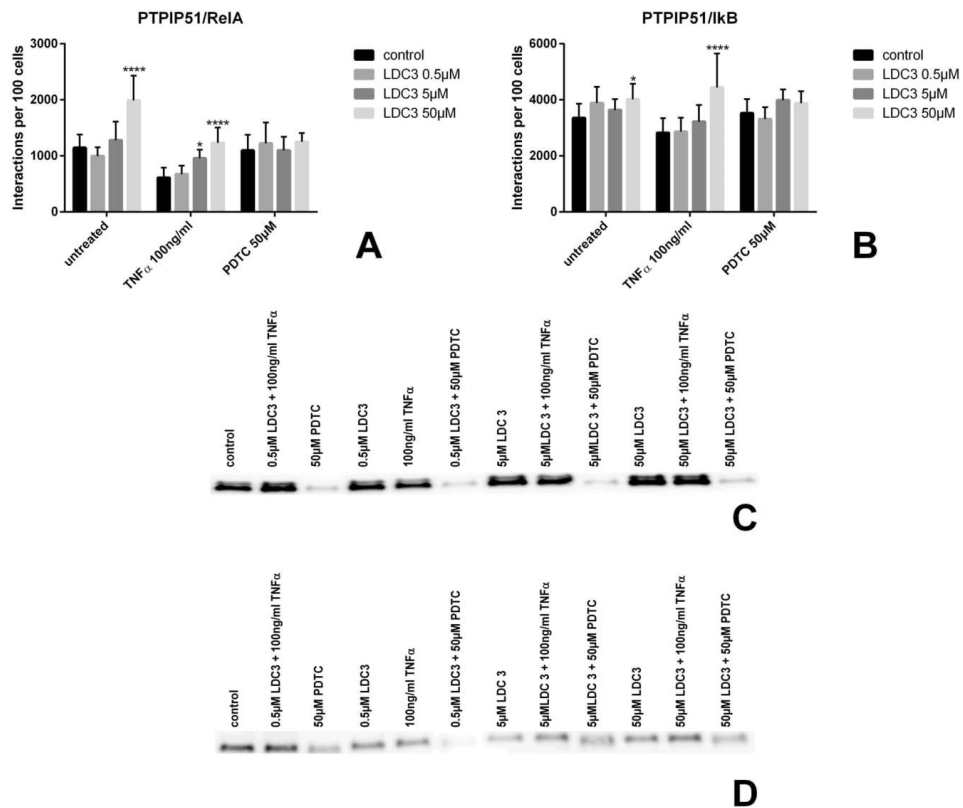 PTPIP51/RelA
Interactions per 100 cells
3000
2000
1000
0
****
*
****
untreated
TNFα 100ng/ml
PDTC 50µM
control
LDC3 0.5µM
LDC3 5µM
LDC3 50µM
A
PTPIP51/IkB
Interactions per 100 cells
6000
4000
2000
0
*
****
untreated
TNFα 100ng/ml
PDTC 50µM
control
LDC3 0.5µM
LDC3 5µM
LDC3 50µM
B
control
0.5µM LDC3 + 100ng/ml TNFα
50µM PDTC
0.5µM LDC3
100ng/ml TNFα
0.5µM LDC3 + 50µM PDTC
5µM LDC 3
5µMLDC 3 + 100ng/ml TNFα
5µMLDC 3 + 50µM PDTC
50µM LDC3
50µM LDC3 + 100ng/ml TNFα
50µM LDC3 + 50µM PDTC
C
control
0.5µM LDC3 + 100ng/ml TNFα
50µM PDTC
0.5µM LDC3
100ng/ml TNFα
0.5µM LDC3 + 50µM PDTC
5µM LDC 3
5µMLDC 3 + 100ng/ml TNFα
5µMLDC 3 + 50µM PDTC
50µM LDC3
50µM LDC3 + 100ng/ml TNFα
50µM LDC3 + 50µM PDTC
D